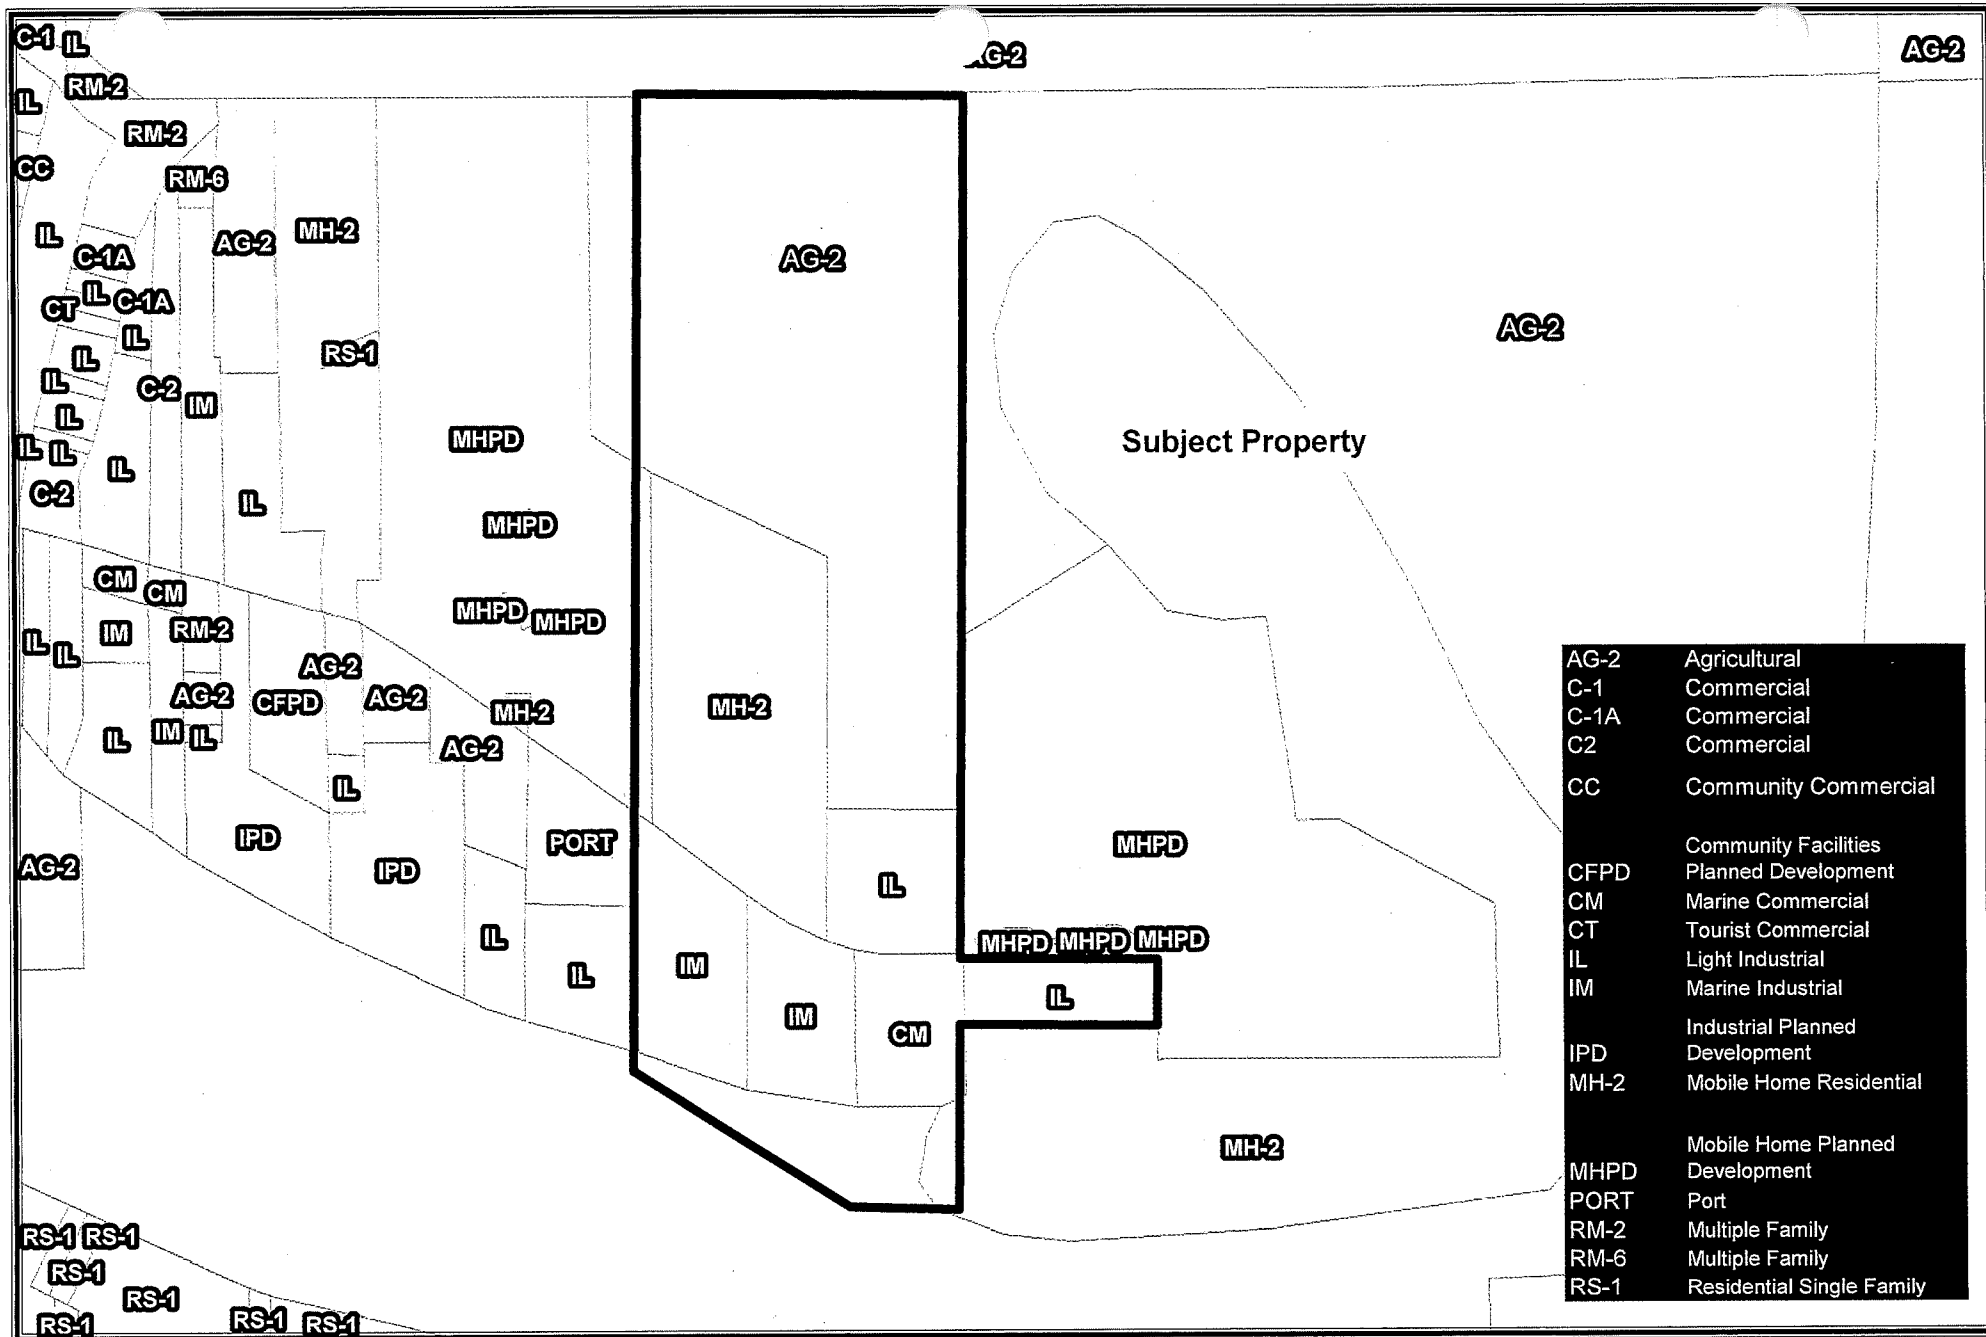 C-1 IL
.G-2
AG-2
RM-2
IL
RM-2
CC
RM-6
IL
AG-2
MH-2
C-1A
AG-2
IL C-1A
CT
AG-2
IL
RS-1
IL
IL
C-2
IM
IL
MHPD
Subject Property
IL IL
IL
C-2
IL
MHPD
CM
CM
MHPD
MHPD
IM
RM-2
IL
IL
AG-2
AG-2
CFPD
AG-2
MH-2
MH-2
IL
IM
IL
AG-2
IL
IPD
PORT
MHPD
AG-2
IPD
IL
IL
MHPD MHPD MHPD
IL
IM
IL
IM
CM
MH-2
RS-1 RS-1
RS-1
RS-1
RS-1
RS-1
RS-1
AG-2 Agricultural
C-1 Commercial
C-1A Commercial
C2 Commercial
CC Community Commercial
Community Facilities
CFPD Planned Development
CM Marine Commercial
CT Tourist Commercial
IL Light Industrial
IM Marine Industrial
Industrial Planned
IPD Development
MH-2 Mobile Home Residential
Mobile Home Planned
MHPD Development
PORT Port
RM-2 Multiple Family
RM-6 Multiple Family
RS-1 Residential Single Family